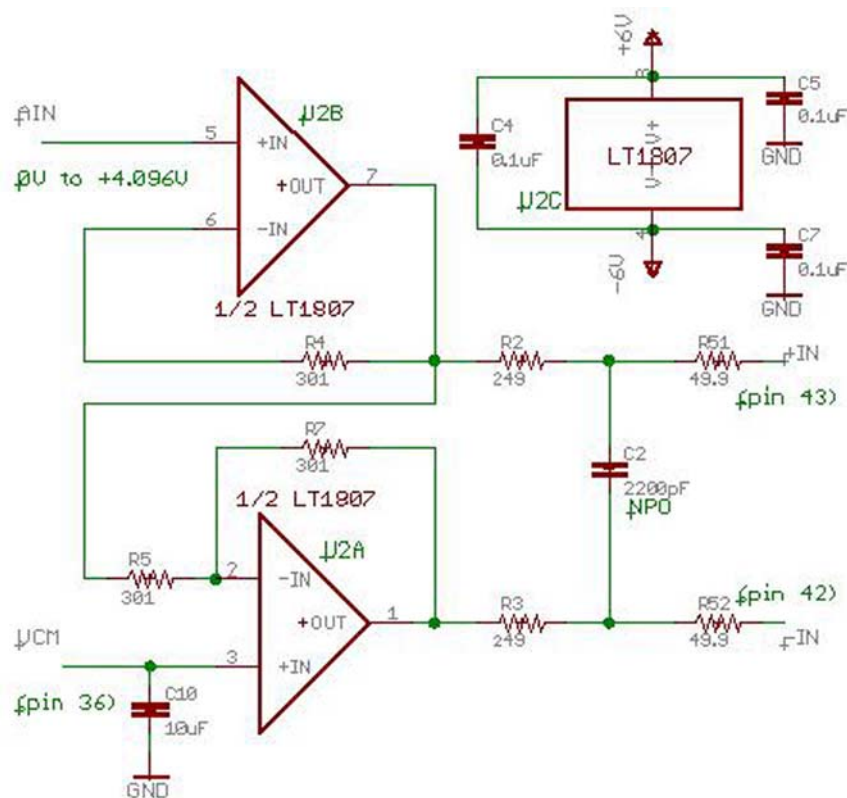 AIN
0V to +4.096V
5
+IN
U2B
+OUT
7
6
-IN
1/2 LT1807
+6V
8
C4
0.1uF
C5
0.1uF
GND
V+
LT1807
V-
U2C
4
-6V
C7
0.1uF
GND
R4
301
R2
249
R51
49.9
+IN
(pin 43)
R7
301
1/2 LT1807
C2
2200pF
NPO
R5
301
2
-IN
U2A
+OUT
1
3
+IN
R3
249
R52
49.9
(pin 42)
-IN
VCM
(pin 36)
C10
10uF
GND